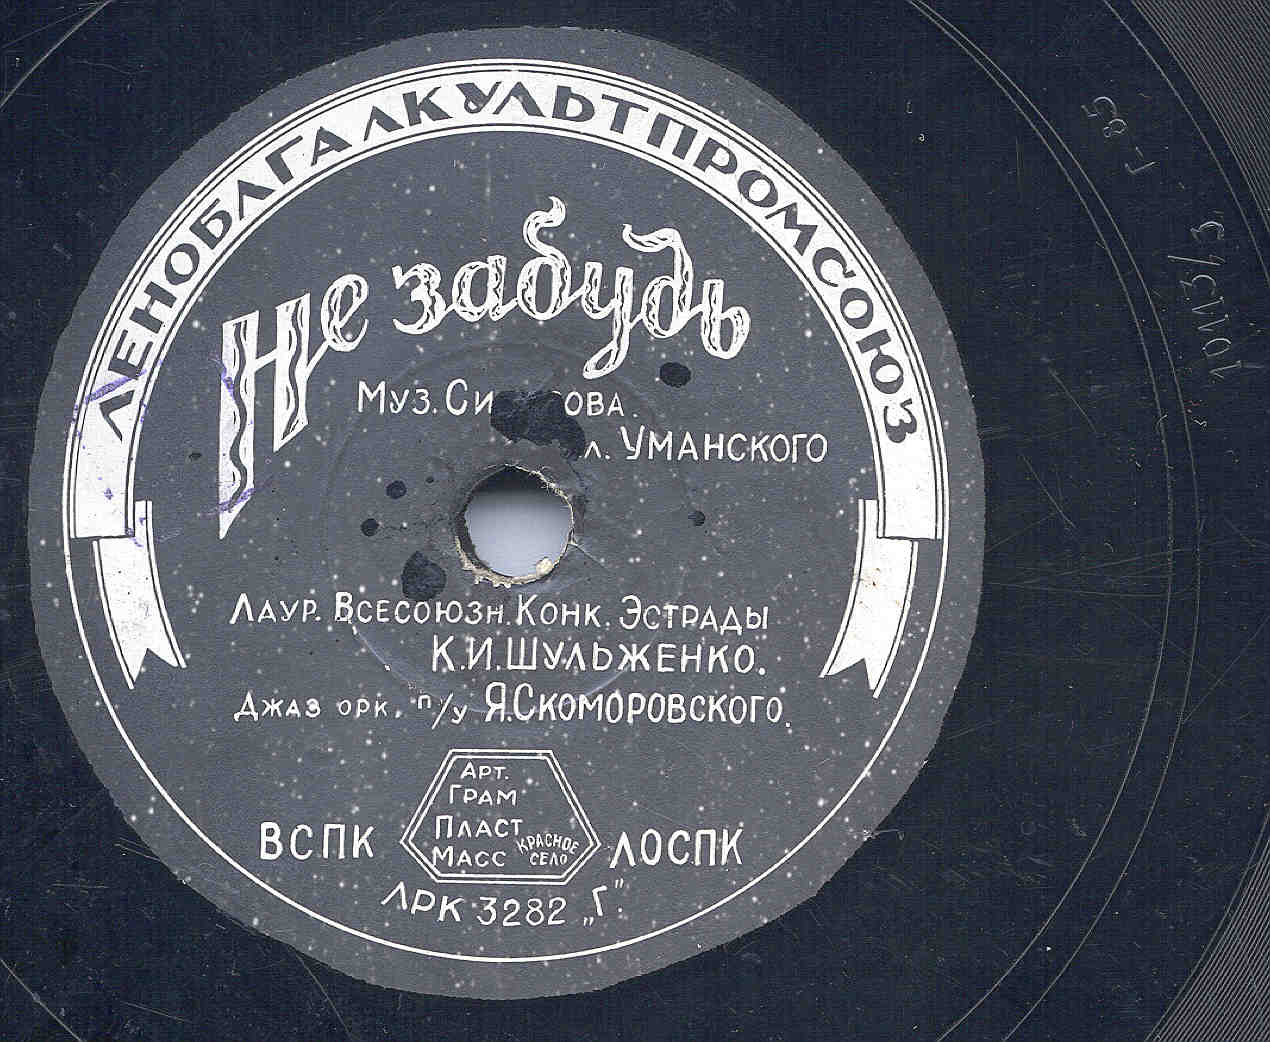 ЛЕНОБЛГАЛКУЛЬТПРОМСОЮЗ
Не забудь
Муз.
л. Уманского
Лаур. Всесоюзн. Конк. Эстрады
К.И. Шульженко.
Джаз орк. п/у Я. Скоморовского.
Арт.
Грам
Пласт
Масс
Красное
село
ВСПК
ЛОСПК
ЛРК 3282 „Г"
Г-85